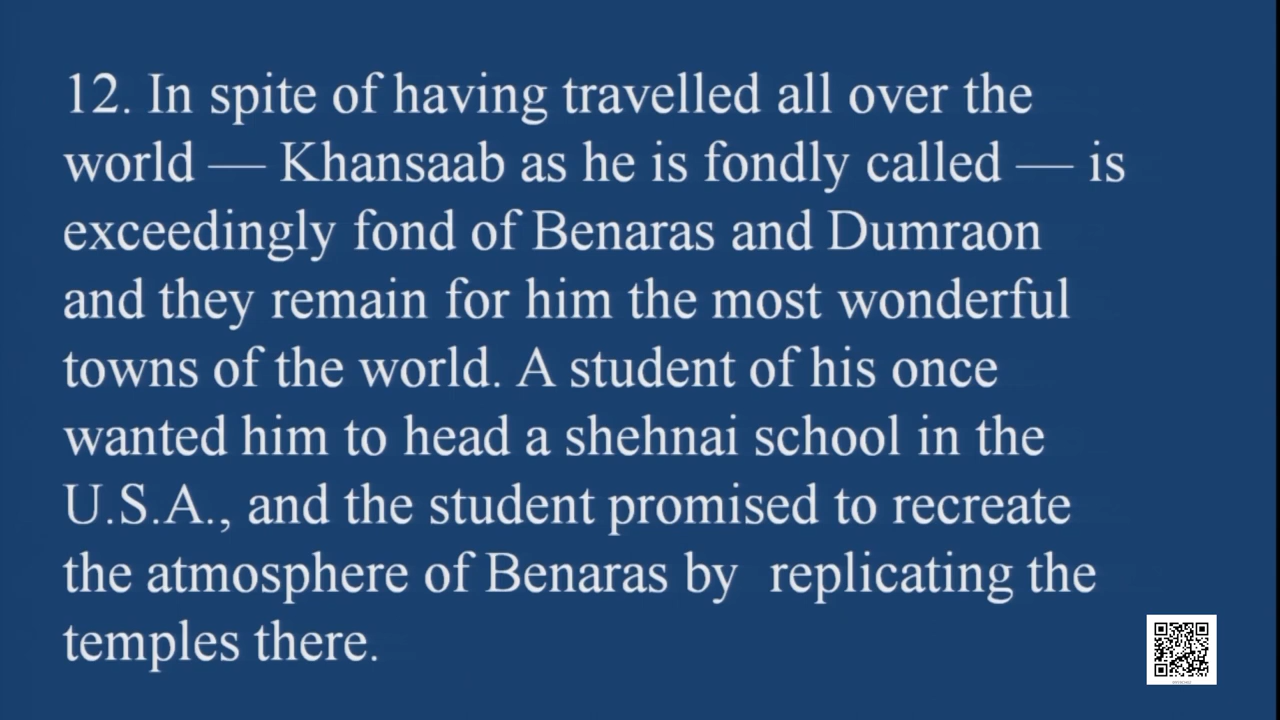 12. In spite of having travelled all over the
world — Khansaab as he is fondly called — is
exceedingly fond of Benaras and Dumraon
and they remain for him the most wonderful
towns of the world. A student of his once
wanted him to head a shehnai school in the
U.S.A., and the student promised to recreate
the atmosphere of Benaras by  replicating the
temples there.